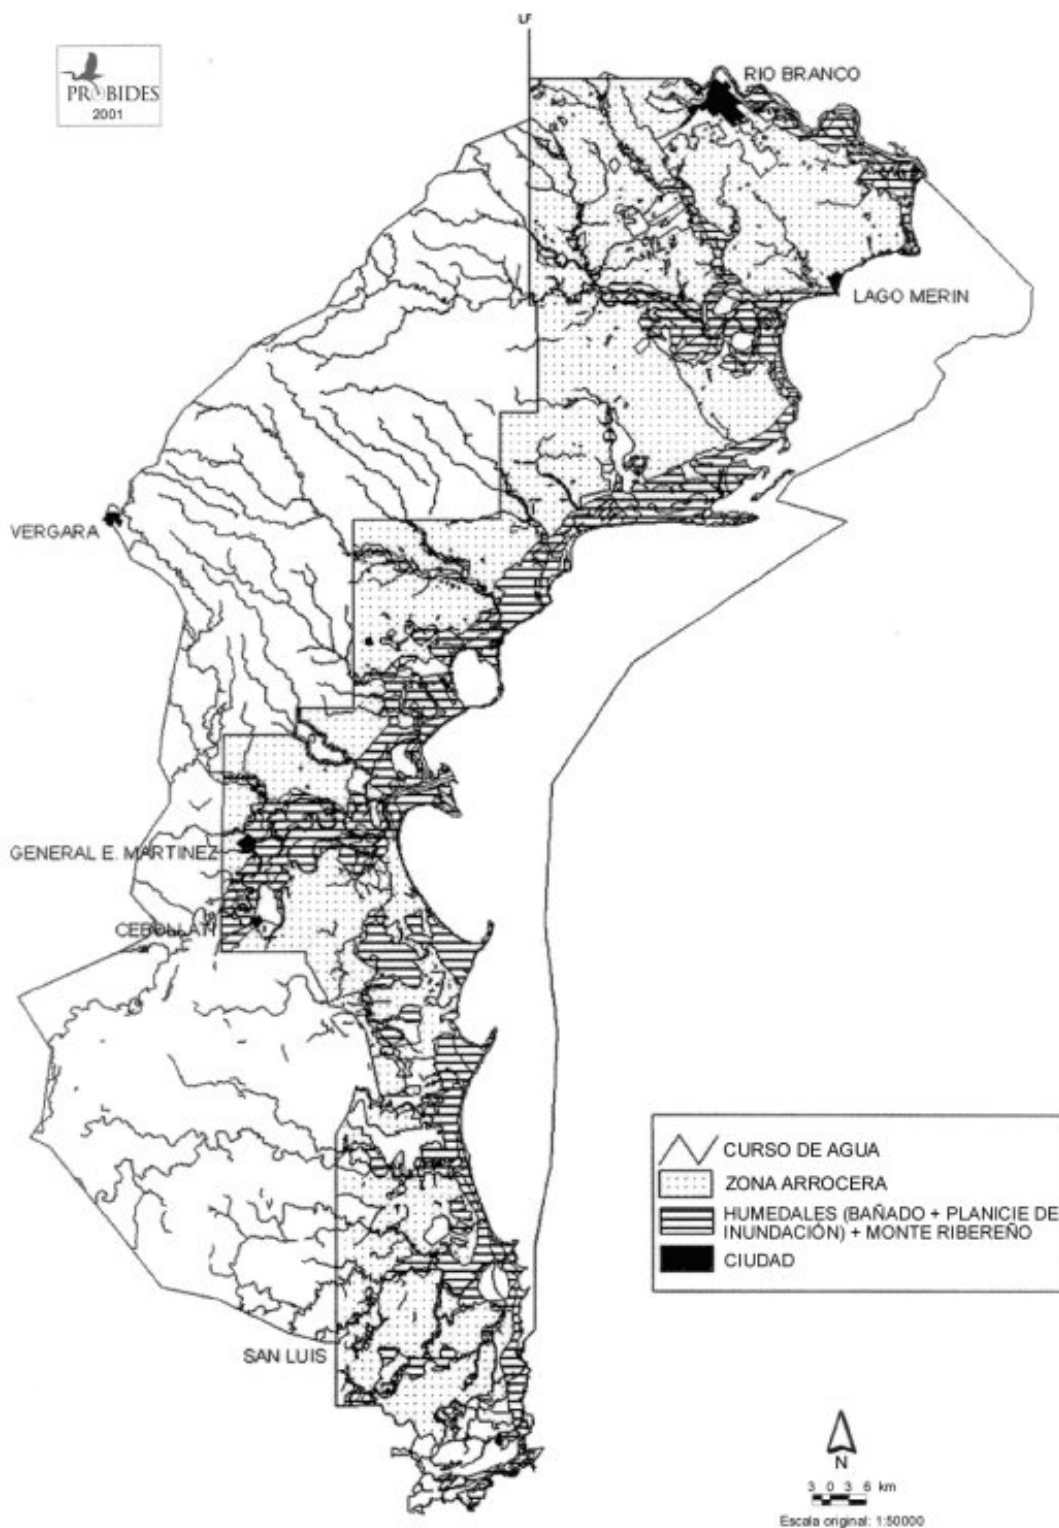 LF
PROBIDES
2001
RIO BRANCO
LAGO MERIN
VERGARA
GENERAL E. MARTINEZ
CEBOLLATI
SAN LUIS
CURSO DE AGUA
ZONA ARROCERA
HUMEDALES (BAÑADO + PLANICIE DE
INUNDACIÓN) + MONTE RIBEREÑO
CIUDAD
N
3 0 3 6 km
Escala original: 1:50000